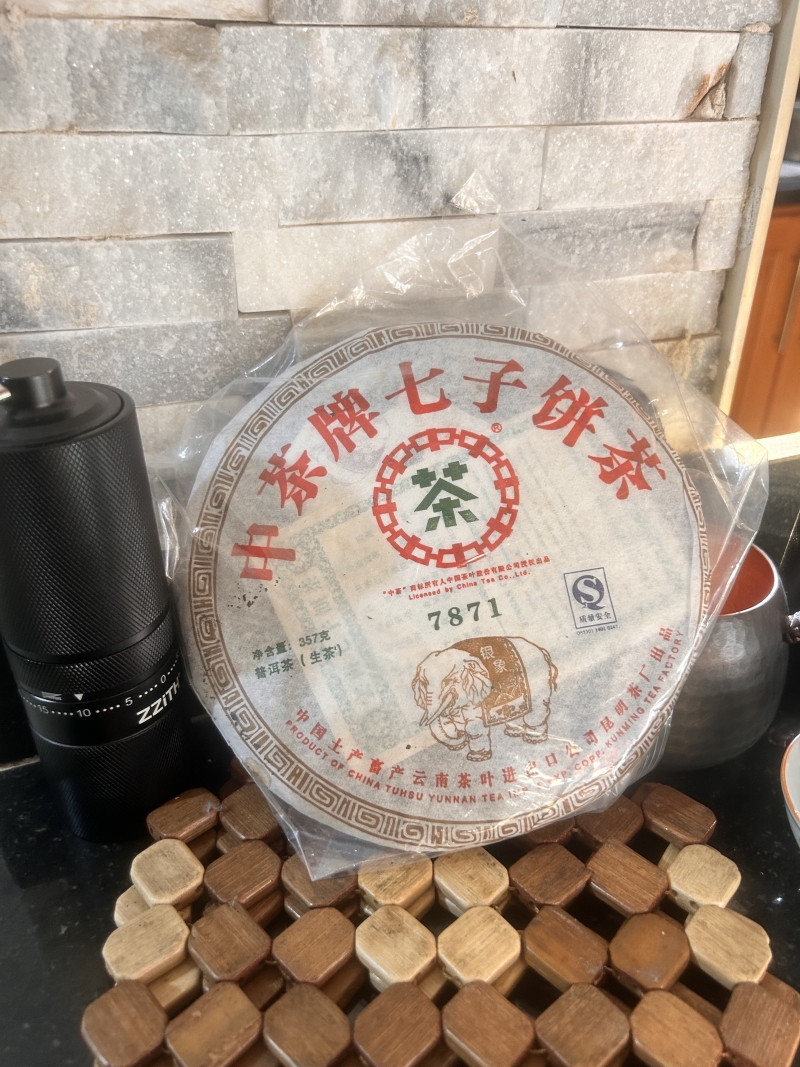 中茶牌七子饼茶
®
茶
"中茶"商标所有人中国茶叶股份有限公司授权出品
Licensed by China Tea Co.,Ltd.
7871
质量安全
净含量：357克
普洱茶（生茶）
银象
中国土产畜产云南茶叶进出口公司昆明茶厂出品
PRODUCT OF CHINA TUHSU YUNNAN TEA KUNMING TEA FACTORY
15 10 5 0